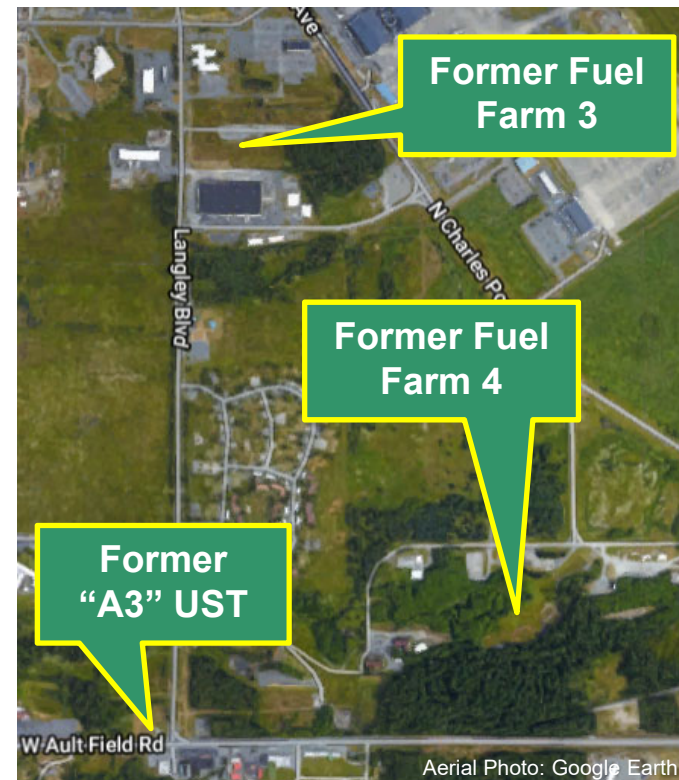 Ave
Former Fuel
Farm 3
N Charles Po
Langley Blvd
Former Fuel
Farm 4
Former
“A3” UST
W Ault Field Rd
Aerial Photo: Google Earth